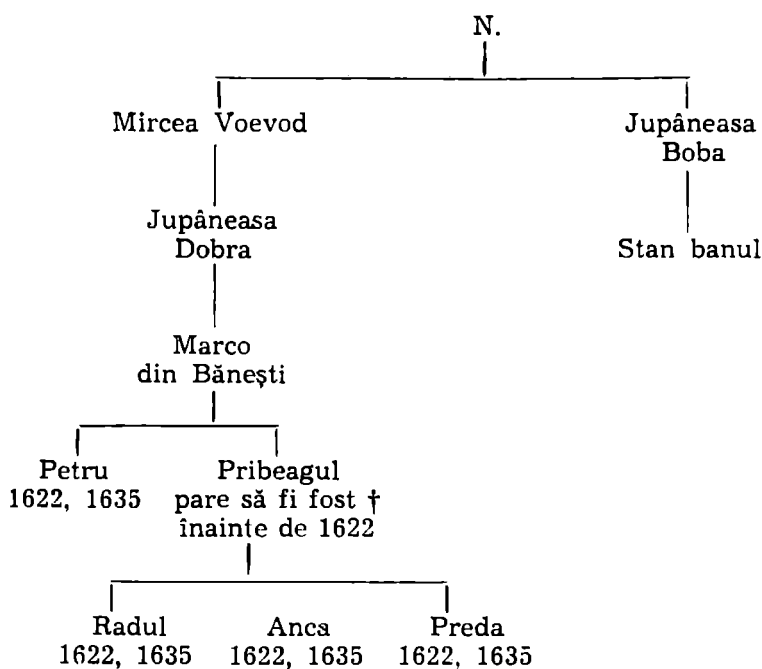 N.
Mircea Voevod
Jupâneasa
Boba
Jupâneasa
Dobra
Stan banul
Marco
din Bănești
Petru
1622, 1635
Pribeagul
pare să fi fost †
înainte de 1622
Radul
1622, 1635
Anca
1622, 1635
Preda
1622, 1635